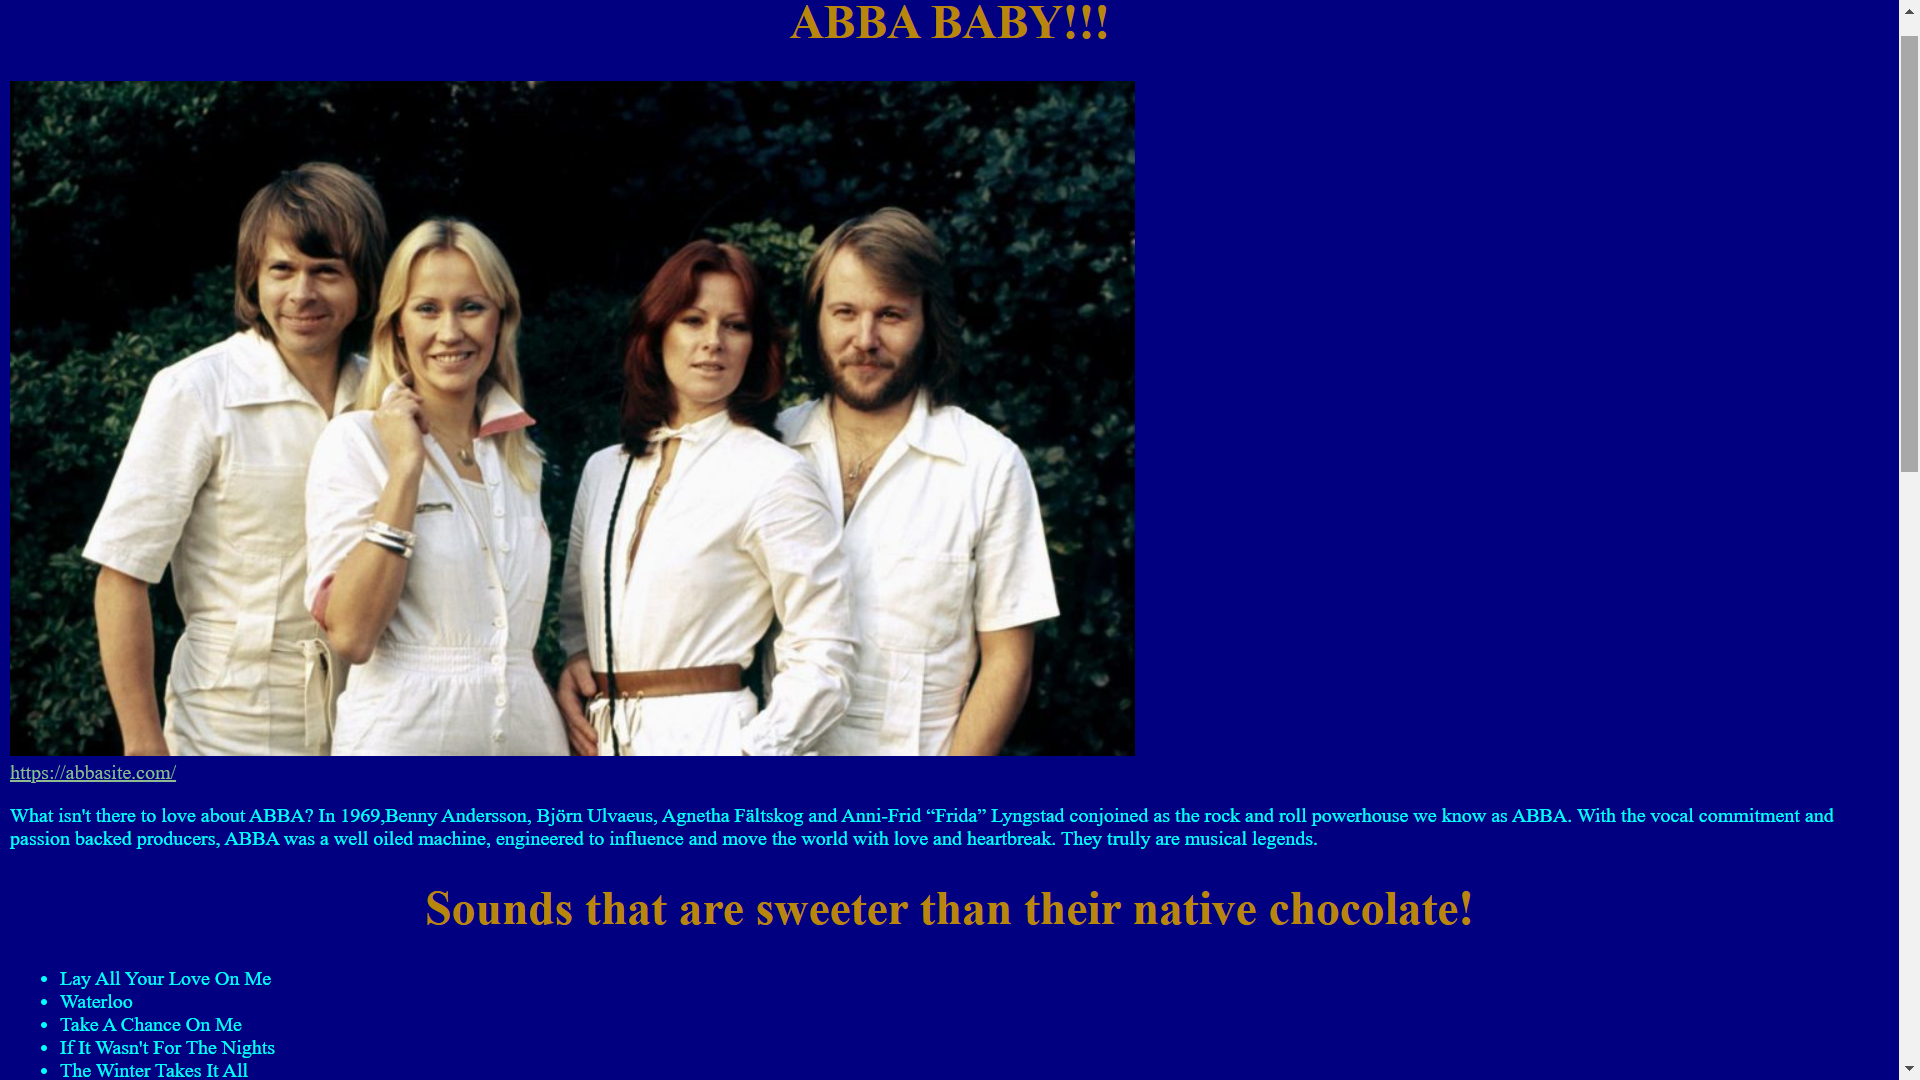 ABBA BABY!!!
https://abbasite.com/
What isn't there to love about ABBA? In 1969,Benny Andersson, Björn Ulvaeus, Agnetha Fältskog and Anni-Frid “Frida” Lyngstad conjoined as the rock and roll powerhouse we know as ABBA. With the vocal commitment and
passion backed producers, ABBA was a well oiled machine, engineered to influence and move the world with love and heartbreak. They trully are musical legends.
Sounds that are sweeter than their native chocolate!
• Lay All Your Love On Me
• Waterloo
• Take A Chance On Me
• If It Wasn't For The Nights
• The Winter Takes It All